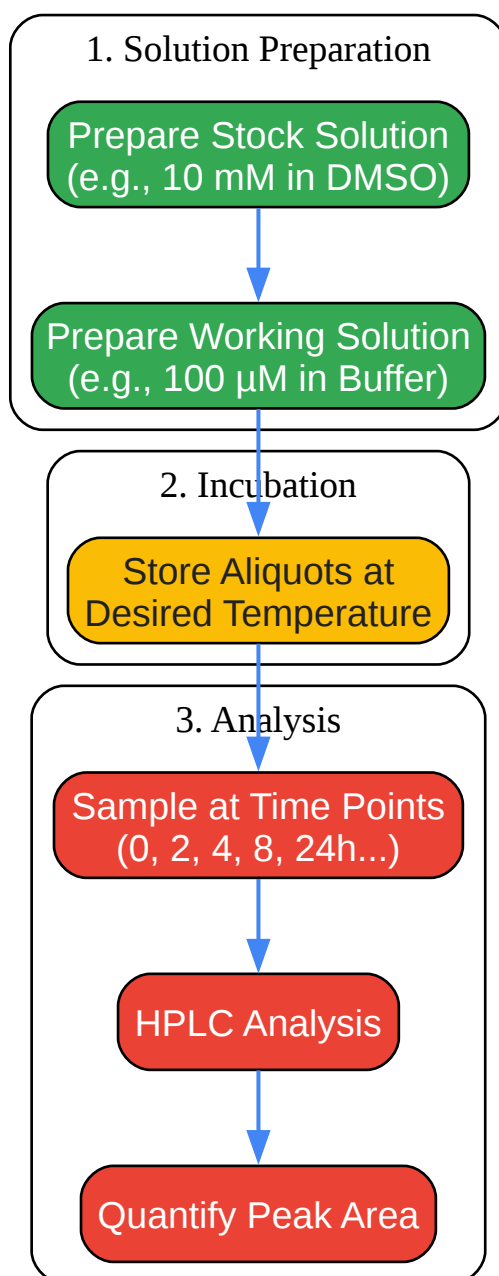 1. Solution Preparation
Prepare Stock Solution
(e.g., 10 mM in DMSO)
Prepare Working Solution
(e.g., 100 µM in Buffer)
2. Incubation
Store Aliquots at
Desired Temperature
3. Analysis
Sample at Time Points
(0, 2, 4, 8, 24h...)
HPLC Analysis
Quantify Peak Area